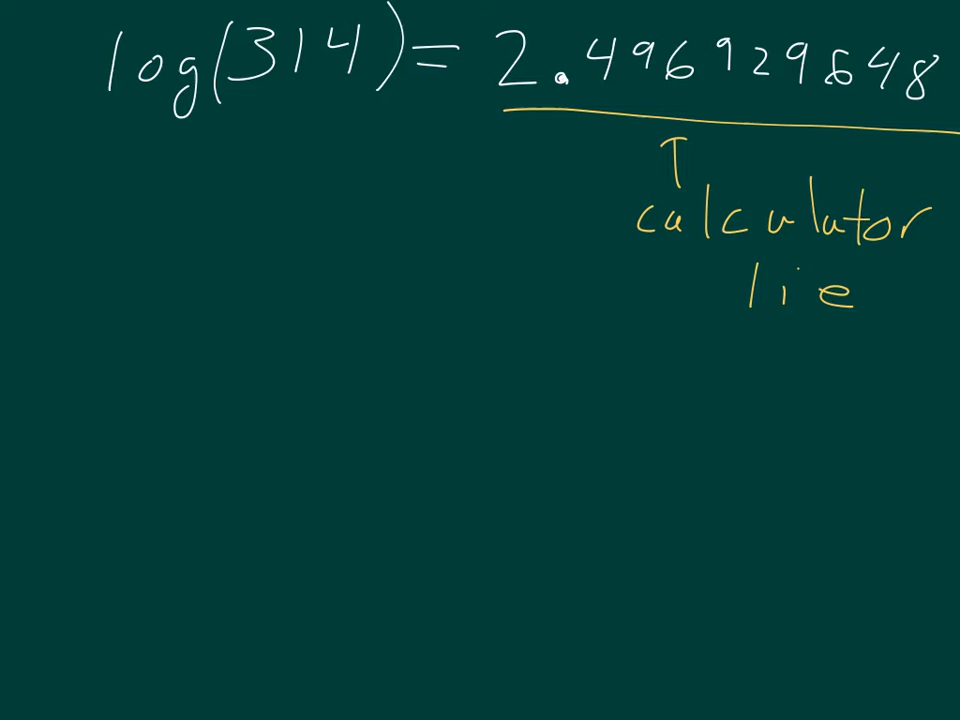 log(314) = 2.496929648
↑
calculator
lie